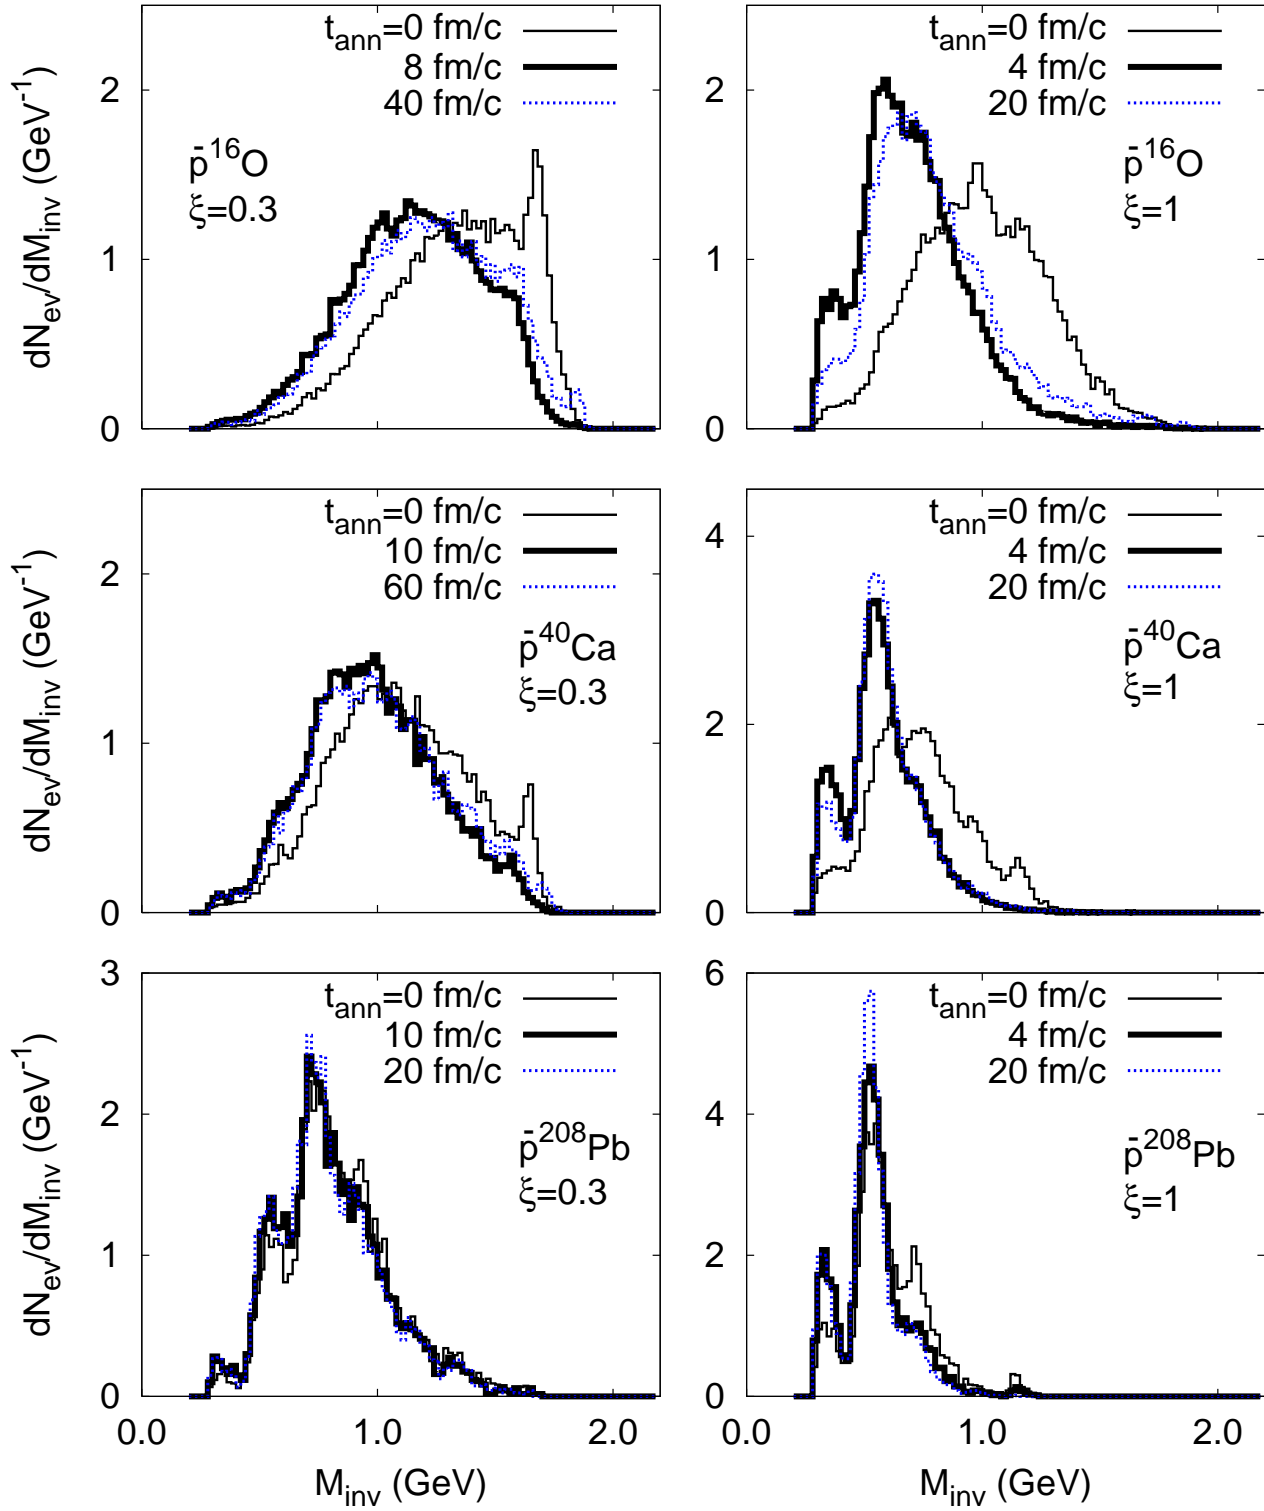 dN_ev/dM_inv (GeV^-1)
2
1
0
t_ann=0 fm/c
8 fm/c
40 fm/c
p̄^16O
ξ=0.3
2
1
0
t_ann=0 fm/c
4 fm/c
20 fm/c
p̄^16O
ξ=1
dN_ev/dM_inv (GeV^-1)
2
1
0
t_ann=0 fm/c
10 fm/c
60 fm/c
p̄^40Ca
ξ=0.3
4
2
0
t_ann=0 fm/c
4 fm/c
20 fm/c
p̄^40Ca
ξ=1
dN_ev/dM_inv (GeV^-1)
3
2
1
0
t_ann=0 fm/c
10 fm/c
20 fm/c
p̄^208Pb
ξ=0.3
0.0 1.0 2.0
M_inv (GeV)
6
4
2
0
t_ann=0 fm/c
4 fm/c
20 fm/c
p̄^208Pb
ξ=1
0.0 1.0 2.0
M_inv (GeV)